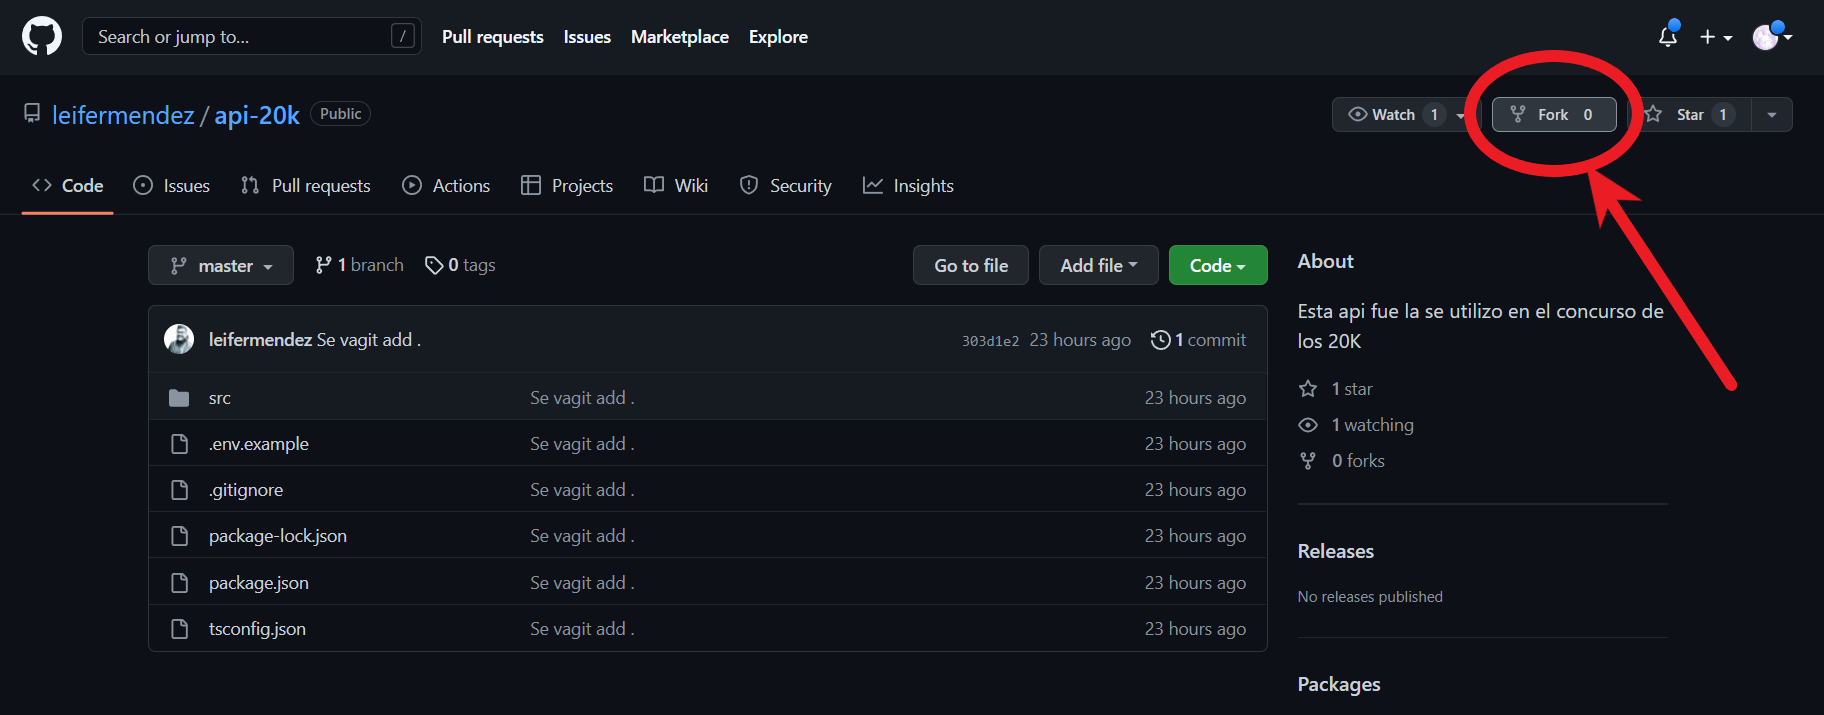 Search or jump to... /
Pull requests Issues Marketplace Explore
leifermendez / api-20k Public
Watch 1 Fork 0 Star 1
Code Issues Pull requests Actions Projects Wiki Security Insights
master 1 branch 0 tags Go to file Add file Code
leifermendez Se vagit add . 303d1e2 23 hours ago 1 commit
src Se vagit add . 23 hours ago
.env.example Se vagit add . 23 hours ago
.gitignore Se vagit add . 23 hours ago
package-lock.json Se vagit add . 23 hours ago
package.json Se vagit add . 23 hours ago
tsconfig.json Se vagit add . 23 hours ago
About
Esta api fue la se utilizo en el concurso de
los 20K
1 star
1 watching
0 forks
Releases
No releases published
Packages